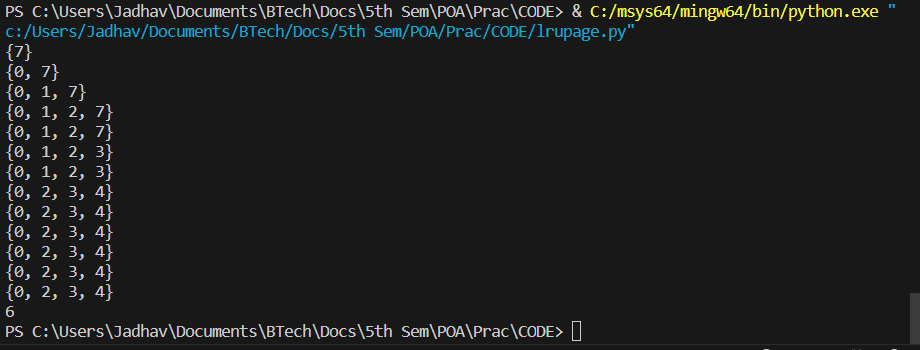 PS C:\Users\Jadhav\Documents\BTech\Docs\5th Sem\POA\Prac\CODE> & C:/msys64/mingw64/bin/python.exe "
c:/Users/Jadhav/Documents/BTech/Docs/5th Sem/POA/Prac/CODE/lrupage.py"
{7}
{0, 7}
{0, 1, 7}
{0, 1, 2, 7}
{0, 1, 2, 7}
{0, 1, 2, 3}
{0, 1, 2, 3}
{0, 2, 3, 4}
{0, 2, 3, 4}
{0, 2, 3, 4}
{0, 2, 3, 4}
{0, 2, 3, 4}
{0, 2, 3, 4}
6
PS C:\Users\Jadhav\Documents\BTech\Docs\5th Sem\POA\Prac\CODE>